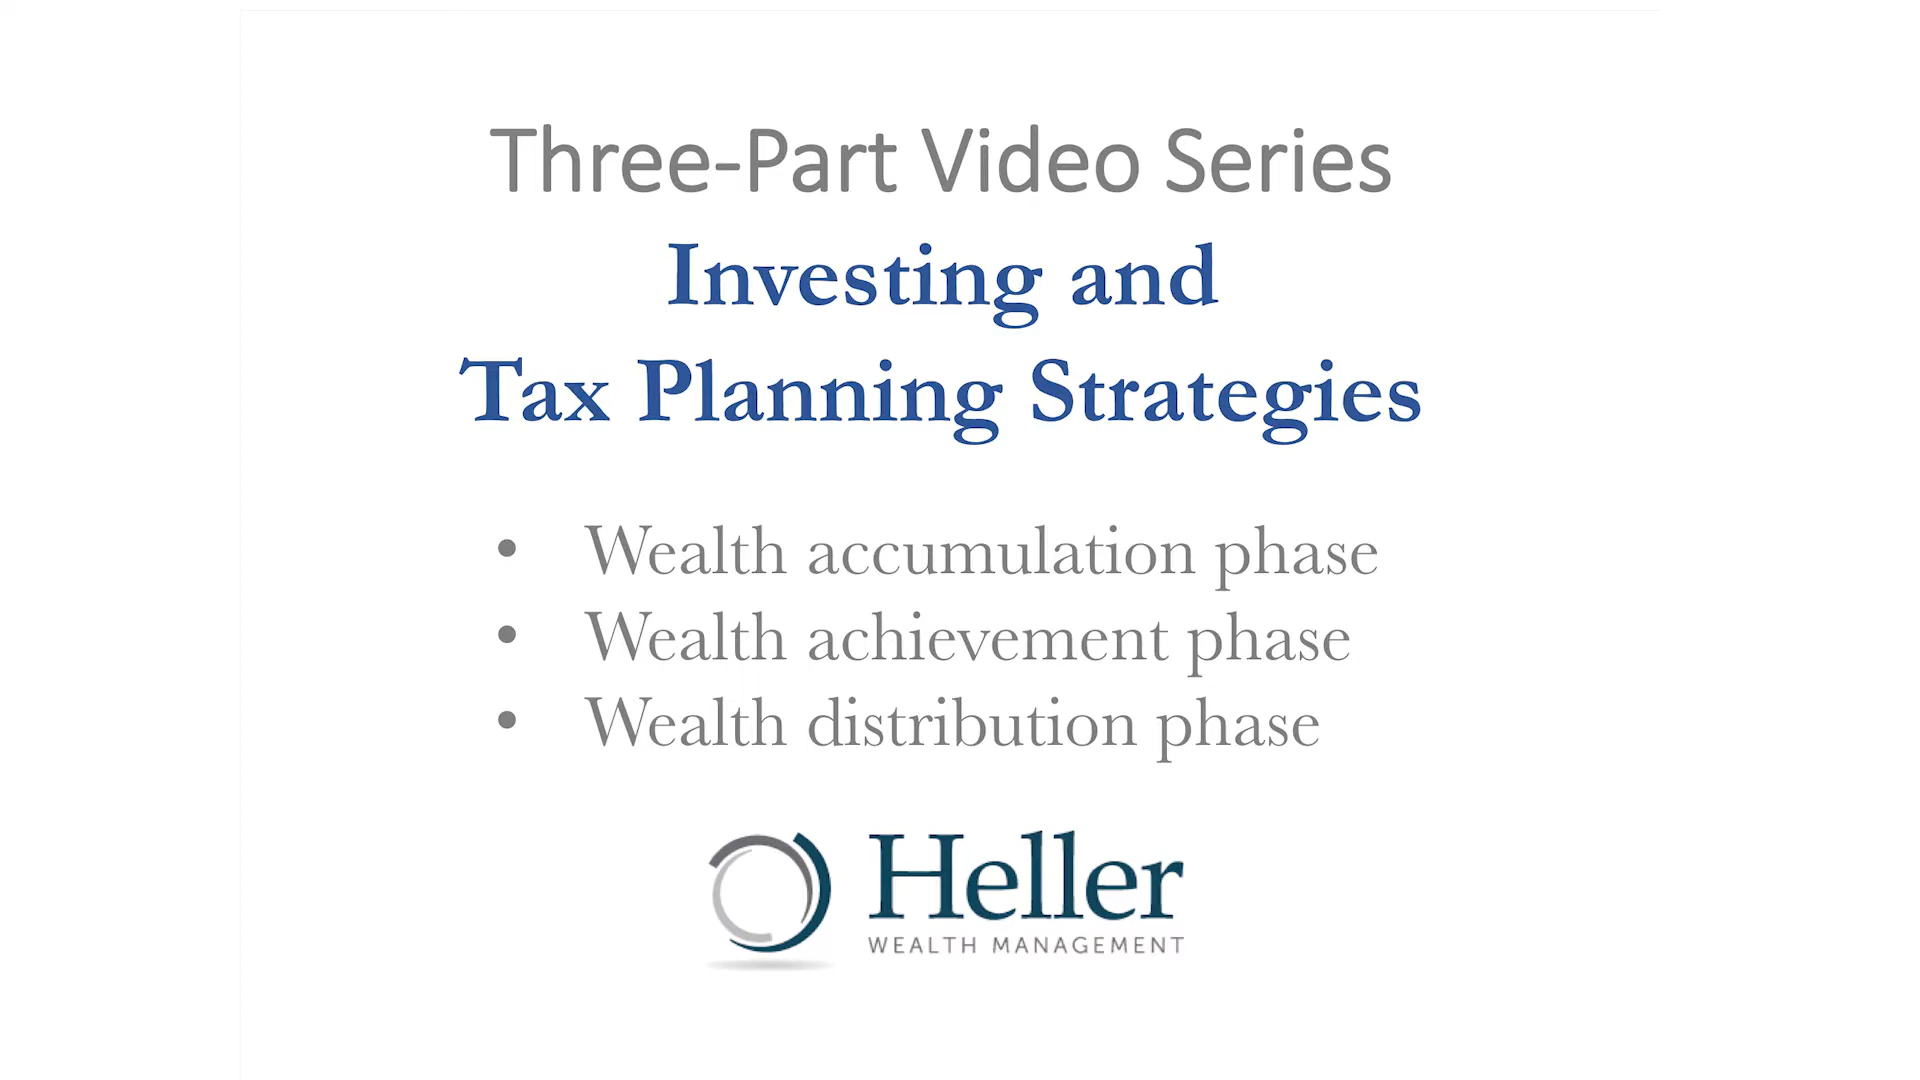 Three-Part Video Series
Investing and
Tax Planning Strategies
• Wealth accumulation phase
• Wealth achievement phase
• Wealth distribution phase
Heller
WEALTH MANAGEMENT